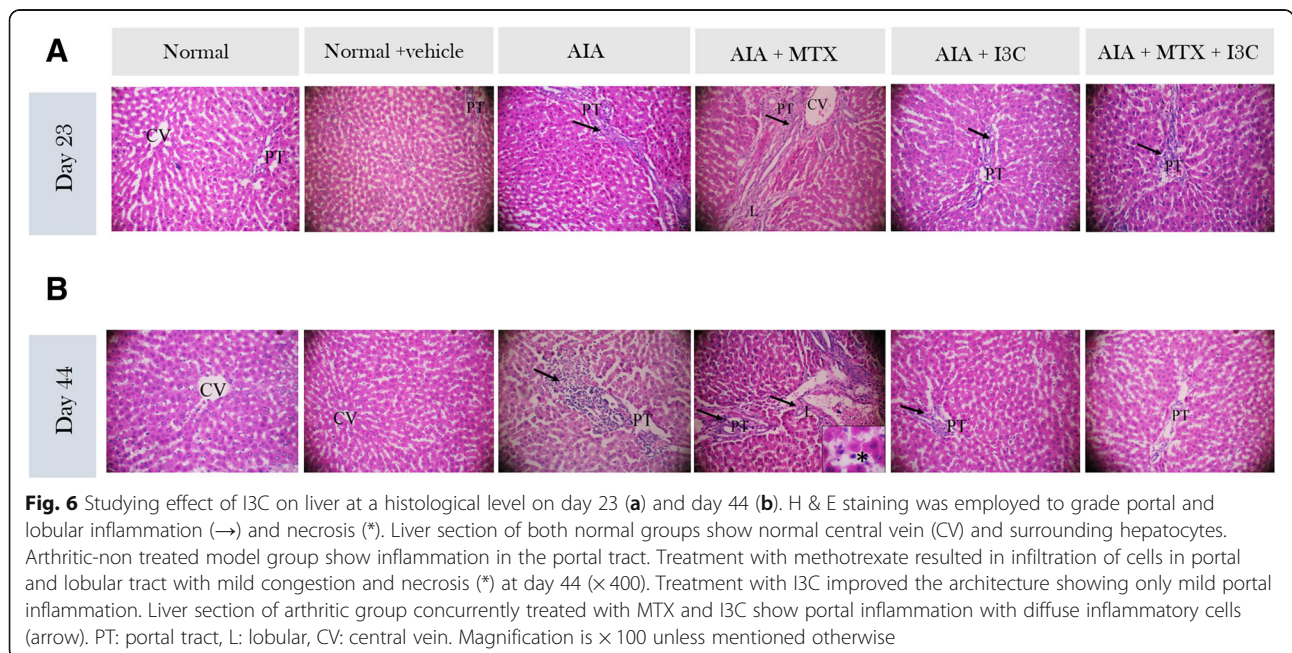 A
Normal
Normal +vehicle
AIA
AIA + MTX
AIA + I3C
AIA + MTX + I3C
Day 23
CV
PT
PT
PT
PT
CV
L
PT
PT
B
Day 44
CV
CV
PT
PT
L
*
PT
PT
Fig. 6 Studying effect of I3C on liver at a histological level on day 23 (a) and day 44 (b). H & E staining was employed to grade portal and
lobular inflammation (→) and necrosis (*). Liver section of both normal groups show normal central vein (CV) and surrounding hepatocytes.
Arthritic-non treated model group show inflammation in the portal tract. Treatment with methotrexate resulted in infiltration of cells in portal
and lobular tract with mild congestion and necrosis (*) at day 44 (× 400). Treatment with I3C improved the architecture showing only mild portal
inflammation. Liver section of arthritic group concurrently treated with MTX and I3C show portal inflammation with diffuse inflammatory cells
(arrow). PT: portal tract, L: lobular, CV: central vein. Magnification is × 100 unless mentioned otherwise